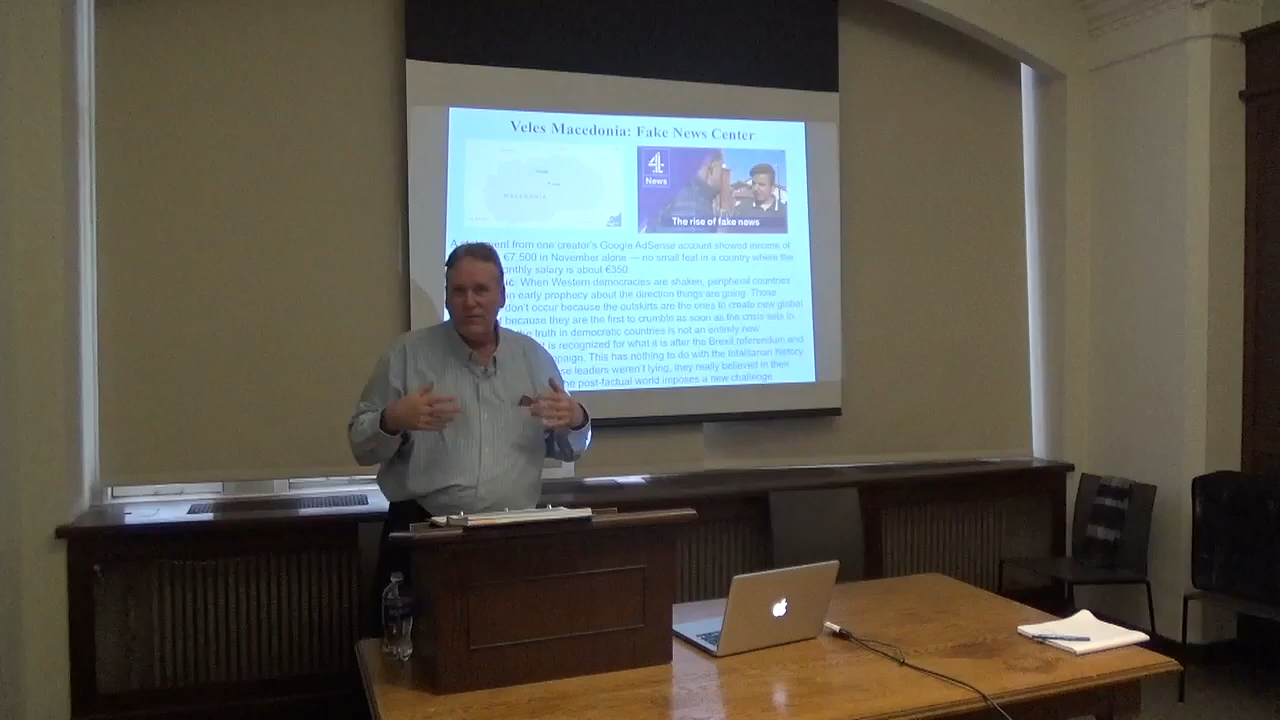 Veles Macedonia: Fake News Center
MACEDONIA
4
News
The rise of fake news
from one creator's Google AdSense account showed income of
€7,500 in November alone — no small feat in a country where the
monthly salary is about €350.
When Western democracies are shaken, peripheral countries
an early prophecy about the direction things are going. Those
don't occur because the outskirts are the ones to create new global
because they are the first to crumble as soon as the crisis sets in.
the truth in democratic countries is not an entirely new
is recognized for what it is after the Brexit referendum and
This has nothing to do with the totalitarian history
leaders weren't lying, they really believed in their
post-factual world imposes a new challenge